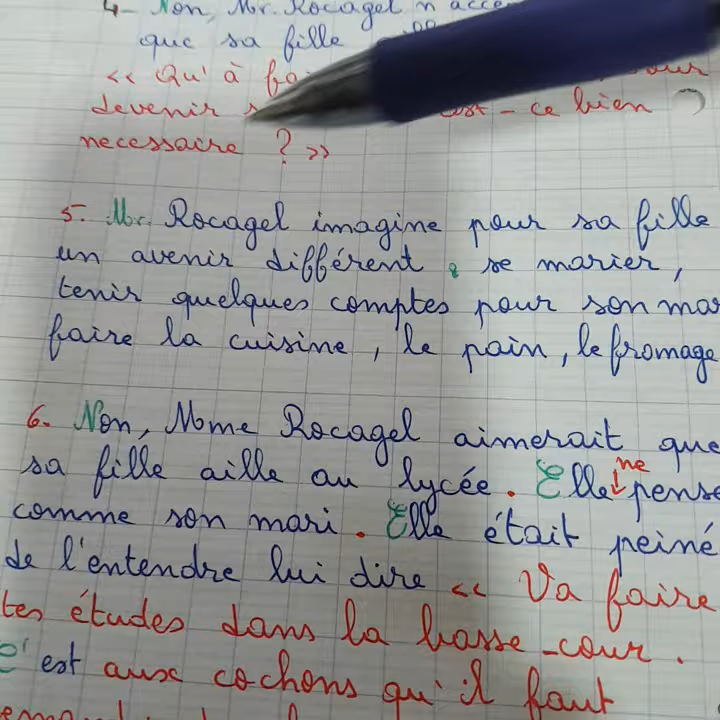 4- Non, Mr. Rocagel n'acce
que sa fille
« Qu'à fai our
devenir est-ce bien
necessaire ? »
5- Mr. Rocagel imagine pour sa fille
un avenir différent : se marier,
tenir quelques comptes pour son mar
faire la cuisine, le pain, le fromage
6. Non, Mme Rocagel aimerait que
sa fille aille au lycée. Elle ne pense
comme son mari. Elle était peiné
de l'entendre lui dire « Va faire
tes études dans la basse-cour.
C'est aux cochons qu'il faut